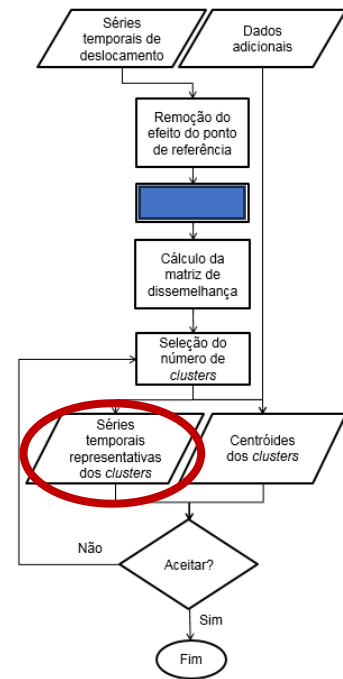 Séries
temporais de
deslocamento
Dados
adicionais
Remoção do
efeito do ponto
de referência
Cálculo da
matriz de
dissemelhança
Seleção do
número de
clusters
Séries
temporais
representativas
dos clusters
Centróides
dos clusters
Não
Aceitar?
Sim
Fim